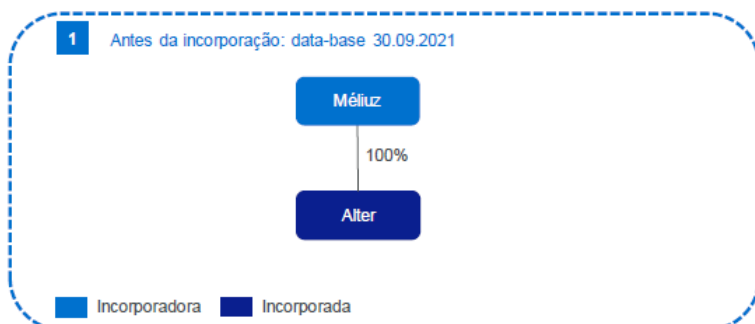 1 Antes da incorporação: data-base 30.09.2021
Méliuz
100%
Alter
Incorporadora Incorporada